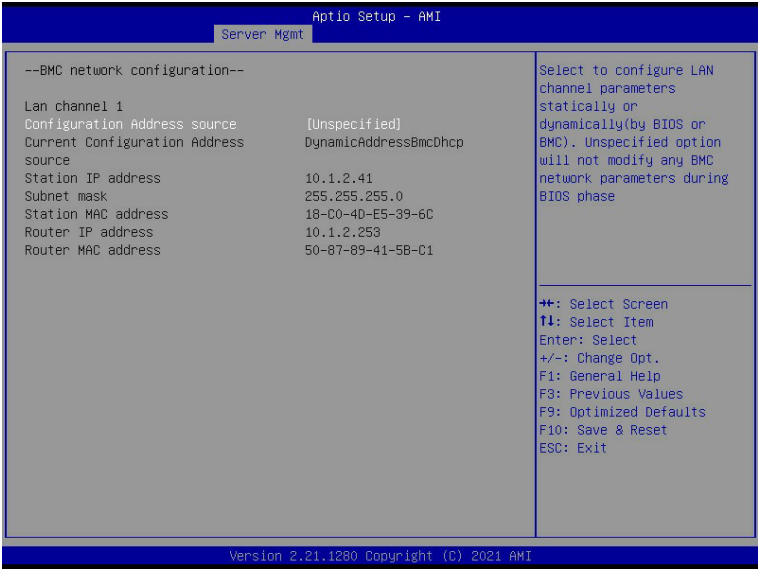 Aptio Setup - AMI
Server Mgmt
--BMC network configuration--
Lan channel 1
Configuration Address source [Unspecified]
Current Configuration Address DynamicAddressBmcDhcp
source
Station IP address 10.1.2.41
Subnet mask 255.255.255.0
Station MAC address 18-C0-4D-E5-39-6C
Router IP address 10.1.2.253
Router MAC address 50-87-89-41-5B-C1
Select to configure LAN
channel parameters
statically or
dynamically(by BIOS or
BMC). Unspecified option
will not modify any BMC
network parameters during
BIOS phase
→←: Select Screen
↑↓: Select Item
Enter: Select
+/-: Change Opt.
F1: General Help
F3: Previous Values
F9: Optimized Defaults
F10: Save & Reset
ESC: Exit
Version 2.21.1280 Copyright (C) 2021 AMI